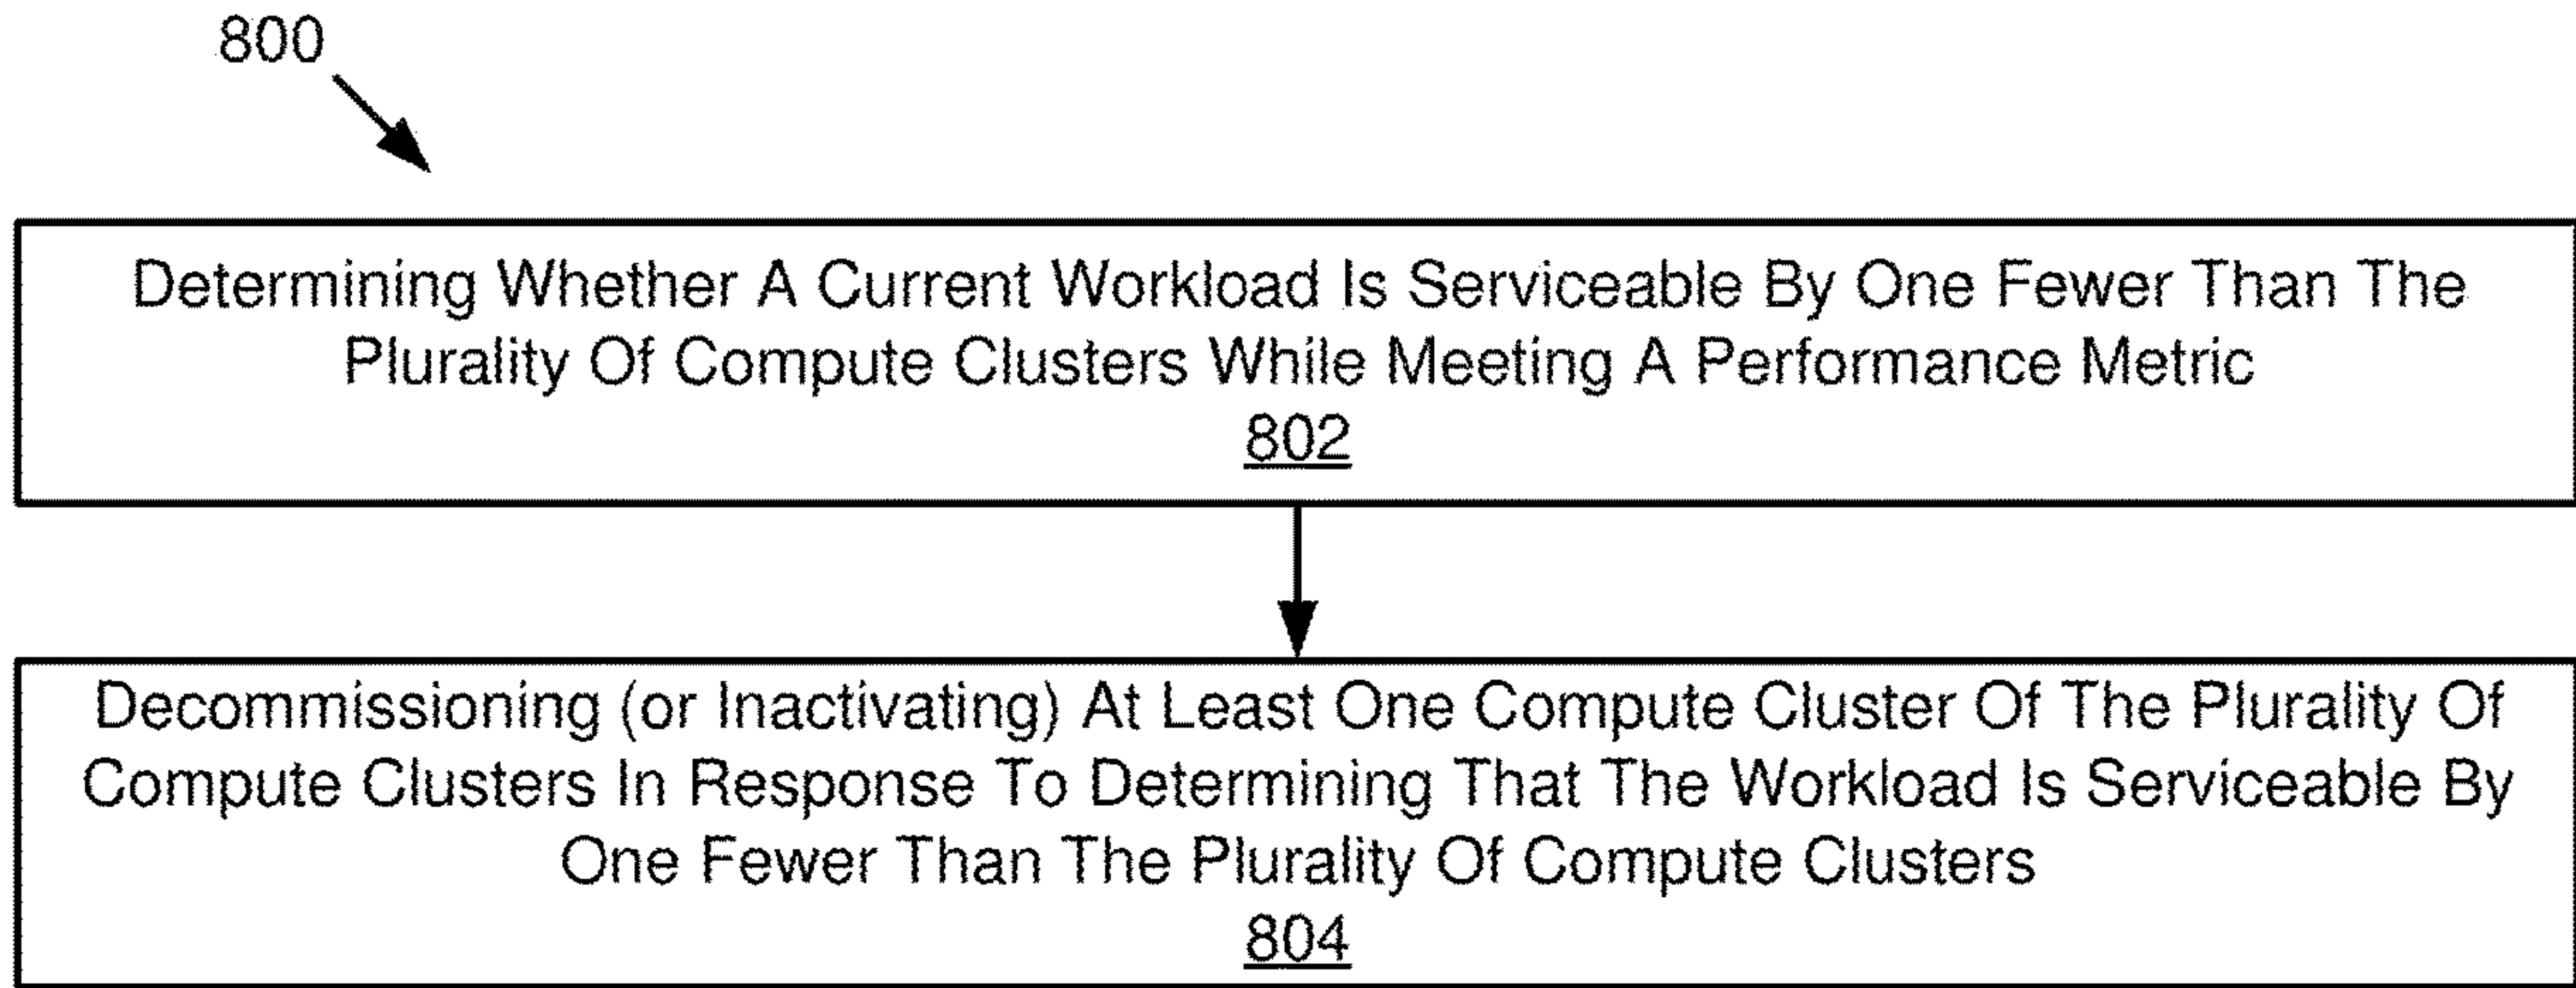 800
Determining Whether A Current Workload Is Serviceable By One Fewer Than The
Plurality Of Compute Clusters While Meeting A Performance Metric
802
Decommissioning (or Inactivating) At Least One Compute Cluster Of The Plurality Of
Compute Clusters In Response To Determining That The Workload Is Serviceable By
One Fewer Than The Plurality Of Compute Clusters
804